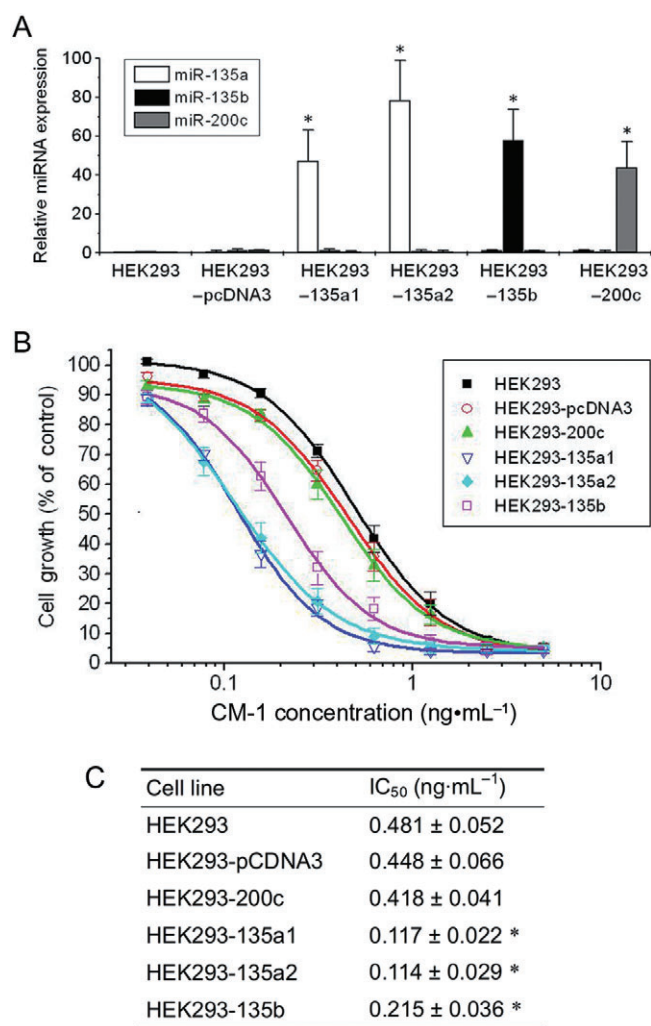 A
Relative miRNA expression
100
80
60
40
20
0
miR-135a
miR-135b
miR-200c
*
*
*
*
HEK293
HEK293 –pcDNA3
HEK293 –135a1
HEK293 –135a2
HEK293 –135b
HEK293 –200c
B
Cell growth (% of control)
100
90
80
70
60
50
40
30
20
10
0
0.1
1
10
CM-1 concentration (ng•mL⁻¹)
HEK293
HEK293-pcDNA3
HEK293-200c
HEK293-135a1
HEK293-135a2
HEK293-135b
C
Cell line IC₅₀ (ng·mL⁻¹)
HEK293 0.481 ± 0.052
HEK293-pCDNA3 0.448 ± 0.066
HEK293-200c 0.418 ± 0.041
HEK293-135a1 0.117 ± 0.022 *
HEK293-135a2 0.114 ± 0.029 *
HEK293-135b 0.215 ± 0.036 *